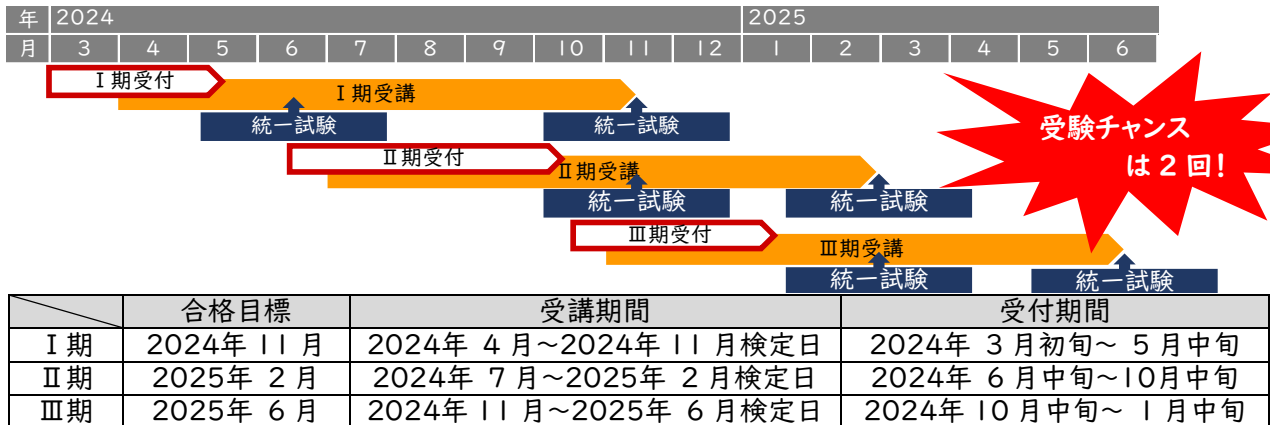 年 2024 2025
月 3 4 5 6 7 8 9 10 11 12 1 2 3 4 5 6
Ⅰ期受付
Ⅰ期受講
統一試験 統一試験
Ⅱ期受付
Ⅱ期受講
統一試験 統一試験
Ⅲ期受付
Ⅲ期受講
統一試験 統一試験
受験チャンス
は2回!
合格目標 受講期間 受付期間
Ⅰ期 2024年 11月 2024年 4月~2024年 11月検定日 2024年 3月初旬~ 5月中旬
Ⅱ期 2025年 2月 2024年 7月~2025年 2月検定日 2024年 6月中旬~10月中旬
Ⅲ期 2025年 6月 2024年 11月~2025年 6月検定日 2024年 10月中旬~ 1月中旬